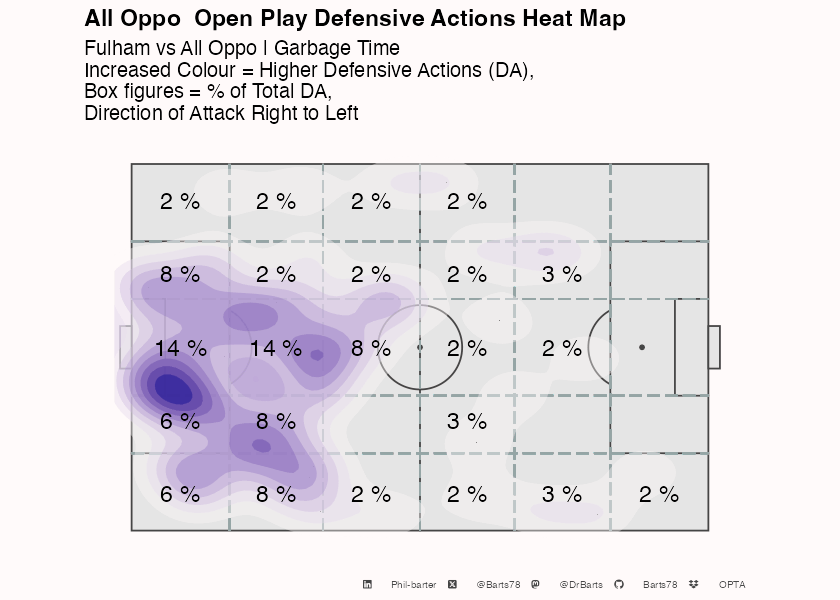 All Oppo  Open Play Defensive Actions Heat Map
Fulham vs All Oppo | Garbage Time
Increased Colour = Higher Defensive Actions (DA),
Box figures = % of Total DA,
Direction of Attack Right to Left
2 % 2 % 2 % 2 %
8 % 2 % 2 % 2 % 3 %
14 % 14 % 8 % 2 % 2 %
6 % 8 % 3 %
6 % 8 % 2 % 2 % 3 % 2 %
Phil-barter @Barts78 @DrBarts Barts78 OPTA